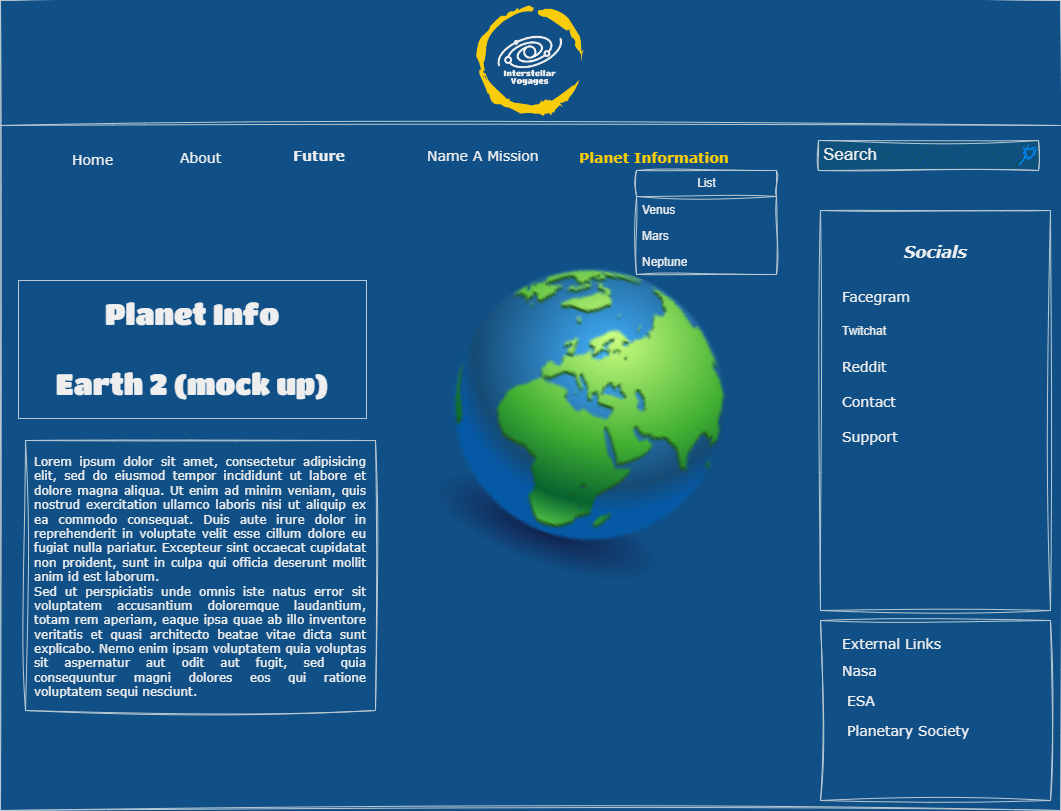 Interstellar
Voyages
Home
About
Future
Name A Mission
Planet Information
Search
List
Venus
Mars
Neptune
Planet Info
Earth 2 (mock up)
Lorem ipsum dolor sit amet, consectetur adipisicing
elit, sed do eiusmod tempor incididunt ut labore et
dolore magna aliqua. Ut enim ad minim veniam, quis
nostrud exercitation ullamco laboris nisi ut aliquip ex
ea commodo consequat. Duis aute irure dolor in
reprehenderit in voluptate velit esse cillum dolore eu
fugiat nulla pariatur. Excepteur sint occaecat cupidatat
non proident, sunt in culpa qui officia deserunt mollit
anim id est laborum.
Sed ut perspiciatis unde omnis iste natus error sit
voluptatem accusantium doloremque laudantium,
totam rem aperiam, eaque ipsa quae ab illo inventore
veritatis et quasi architecto beatae vitae dicta sunt
explicabo. Nemo enim ipsam voluptatem quia voluptas
sit aspernatur aut odit aut fugit, sed quia
consequuntur magni dolores eos qui ratione
voluptatem sequi nesciunt.
Socials
Facegram
Twitchat
Reddit
Contact
Support
External Links
Nasa
ESA
Planetary Society